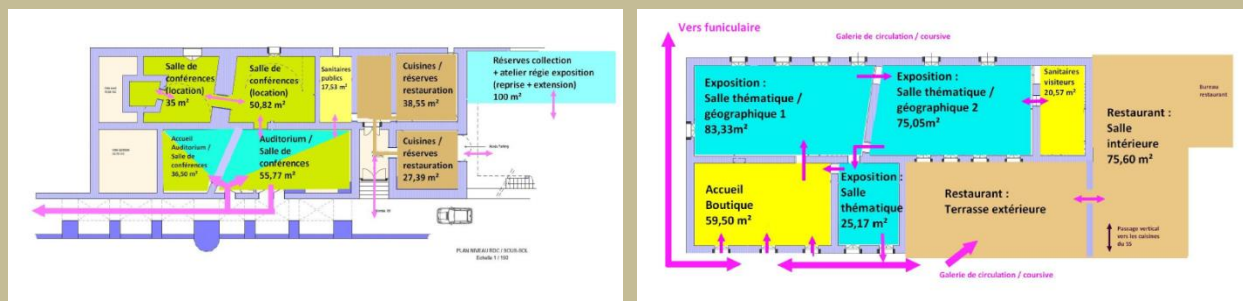 Salle de
conférences
(location)
35 m²
Salle de
conférence
(location)
50,82 m²
Sanitaires
publics
17,53 m²
Cuisines /
réserves
restauration
38,55 m²
Réserves collection
+ atelier régie exposition
(reprise + extension)
100 m²
Accueil
Auditorium /
Salle de
conférences
36,50 m²
Auditorium /
Salle de
conférences
55,77 m²
Cuisines /
réserves
restauration
27,39 m²
PLAN NIVEAU RDC / SOUS-SOL
Echelle 1 / 100
Vers funiculaire
Galerie de circulation / coursive
Exposition :
Salle thématique /
géographique 1
83,33m²
Exposition :
Salle thématique /
géographique 2
75,05m²
Sanitaires
visiteurs
20,57 m²
Bureau
restaurant
Restaurant :
Salle
intérieure
75,60 m²
Accueil
Boutique
59,50 m²
Exposition :
Salle
thématique
25,17 m²
Restaurant :
Terrasse extérieure
Passage vertical
vers les cuisines
du SS
Galerie de circulation / coursive